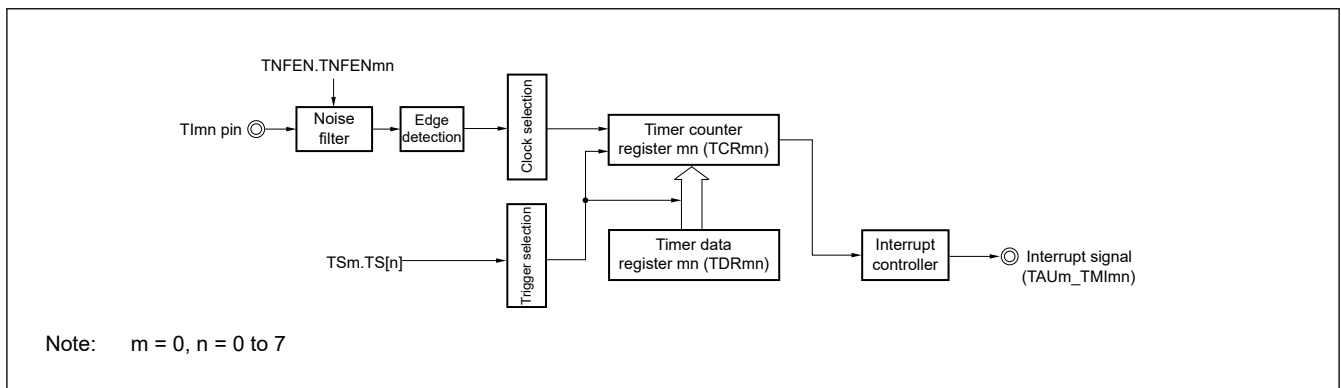 TNFEN.TNFENmn
TImn pin
Noise
filter
Edge
detection
Clock selection
Timer counter
register mn (TCRmn)
TSm.TS[n]
Trigger selection
Timer data
register mn (TDRmn)
Interrupt
controller
Interrupt signal
(TAUm_TMImn)
Note: m = 0, n = 0 to 7